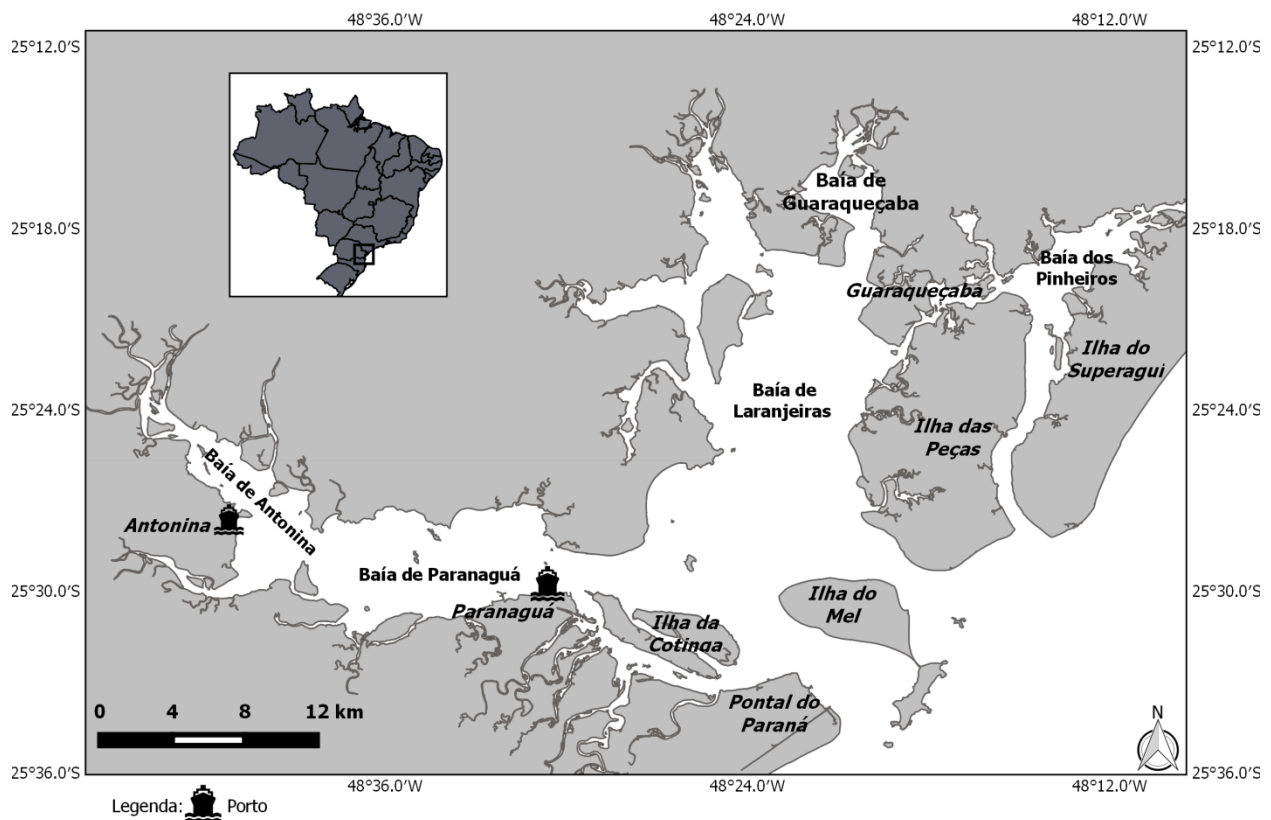 48°36.0'W
48°24.0'W
48°12.0'W
25°12.0'S
25°12.0'S
Baía de
Guaraqueçaba
25°18.0'S
25°18.0'S
Baía dos
Pinheiros
Guaraqueçaba
Ilha do
Superagui
Baía de
Laranjeiras
25°24.0'S
25°24.0'S
Ilha das
Peças
Baía de Antonina
Antonina
Baía de Paranaguá
25°30.0'S
25°30.0'S
Paranaguá
Ilha do
Mel
Ilha da
Cotinga
Pontal do
Paraná
0 4 8 12 km
N
25°36.0'S
25°36.0'S
48°36.0'W
48°24.0'W
48°12.0'W
Legenda: Porto